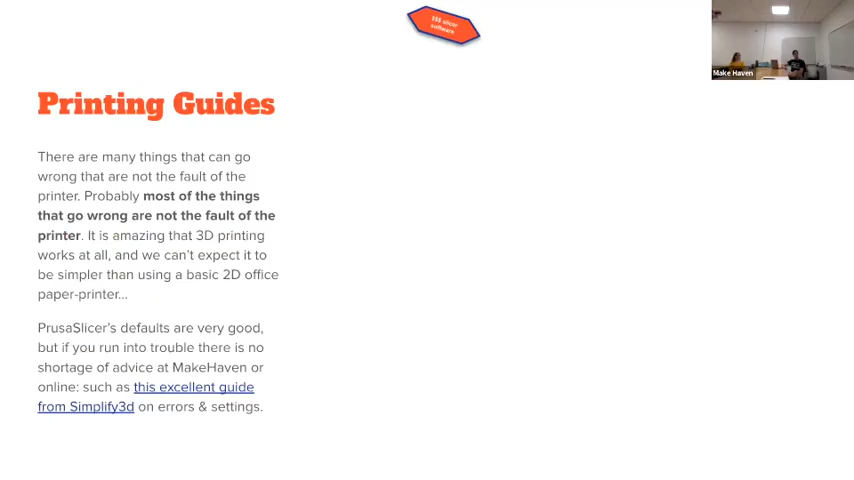 $$$ slicer
software
Make Haven
Printing Guides
There are many things that can go
wrong that are not the fault of the
printer. Probably most of the things
that go wrong are not the fault of the
printer. It is amazing that 3D printing
works at all, and we can't expect it to
be simpler than using a basic 2D office
paper-printer...
PrusaSlicer's defaults are very good,
but if you run into trouble there is no
shortage of advice at MakeHaven or
online: such as this excellent guide
from Simplify3d on errors & settings.